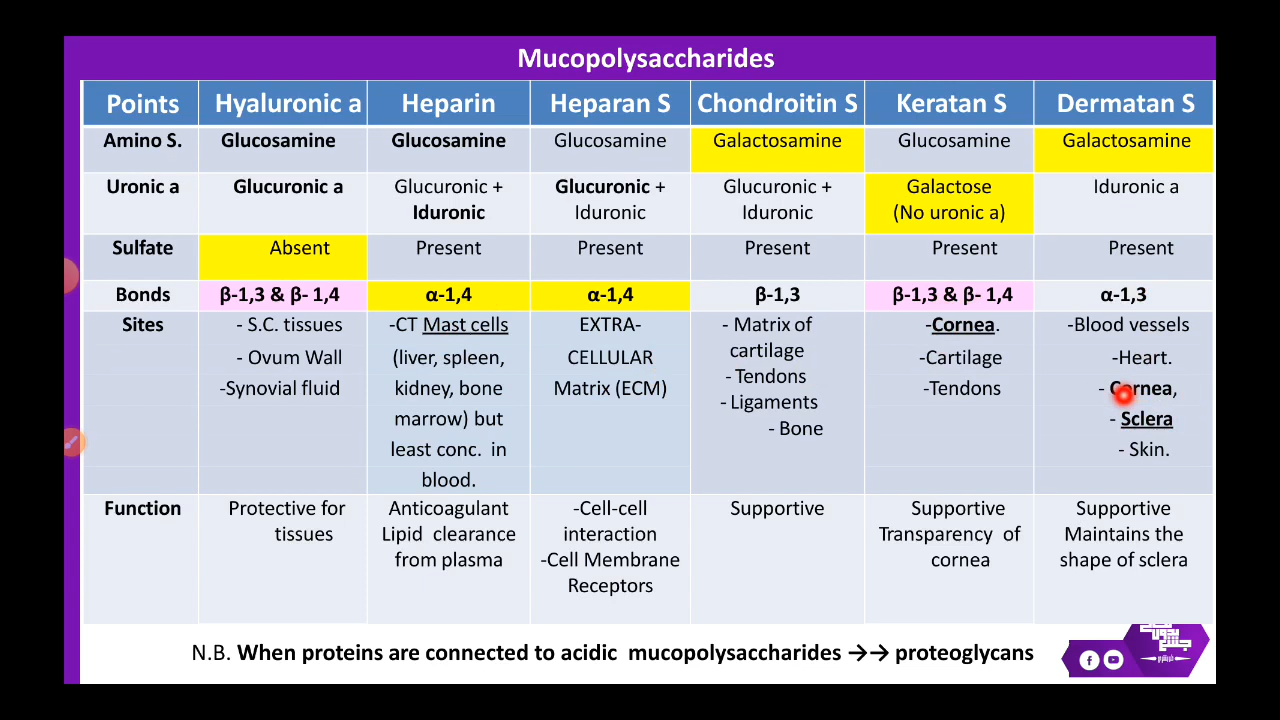 Mucopolysaccharides
Points Hyaluronic a Heparin Heparan S Chondroitin S Keratan S Dermatan S
Amino S. Glucosamine Glucosamine Glucosamine Galactosamine Glucosamine Galactosamine
Uronic a Glucuronic a Glucuronic + Glucuronic + Glucuronic + Galactose Iduronic a
Iduronic Iduronic Iduronic (No uronic a)
Sulfate Absent Present Present Present Present Present
Bonds β-1,3 & β- 1,4 α-1,4 α-1,4 β-1,3 β-1,3 & β- 1,4 α-1,3
Sites - S.C. tissues -CT Mast cells EXTRA- - Matrix of -Cornea. -Blood vessels
- Ovum Wall (liver, spleen, CELLULAR cartilage -Cartilage -Heart.
-Synovial fluid kidney, bone Matrix (ECM) - Tendons -Tendons - Cornea,
marrow) but - Ligaments - Sclera
least conc. in - Bone - Skin.
blood.
Function Protective for Anticoagulant -Cell-cell Supportive Supportive Supportive
tissues Lipid clearance interaction Transparency of Maintains the
from plasma -Cell Membrane cornea shape of sclera
Receptors
N.B. When proteins are connected to acidic mucopolysaccharides →→ proteoglycans